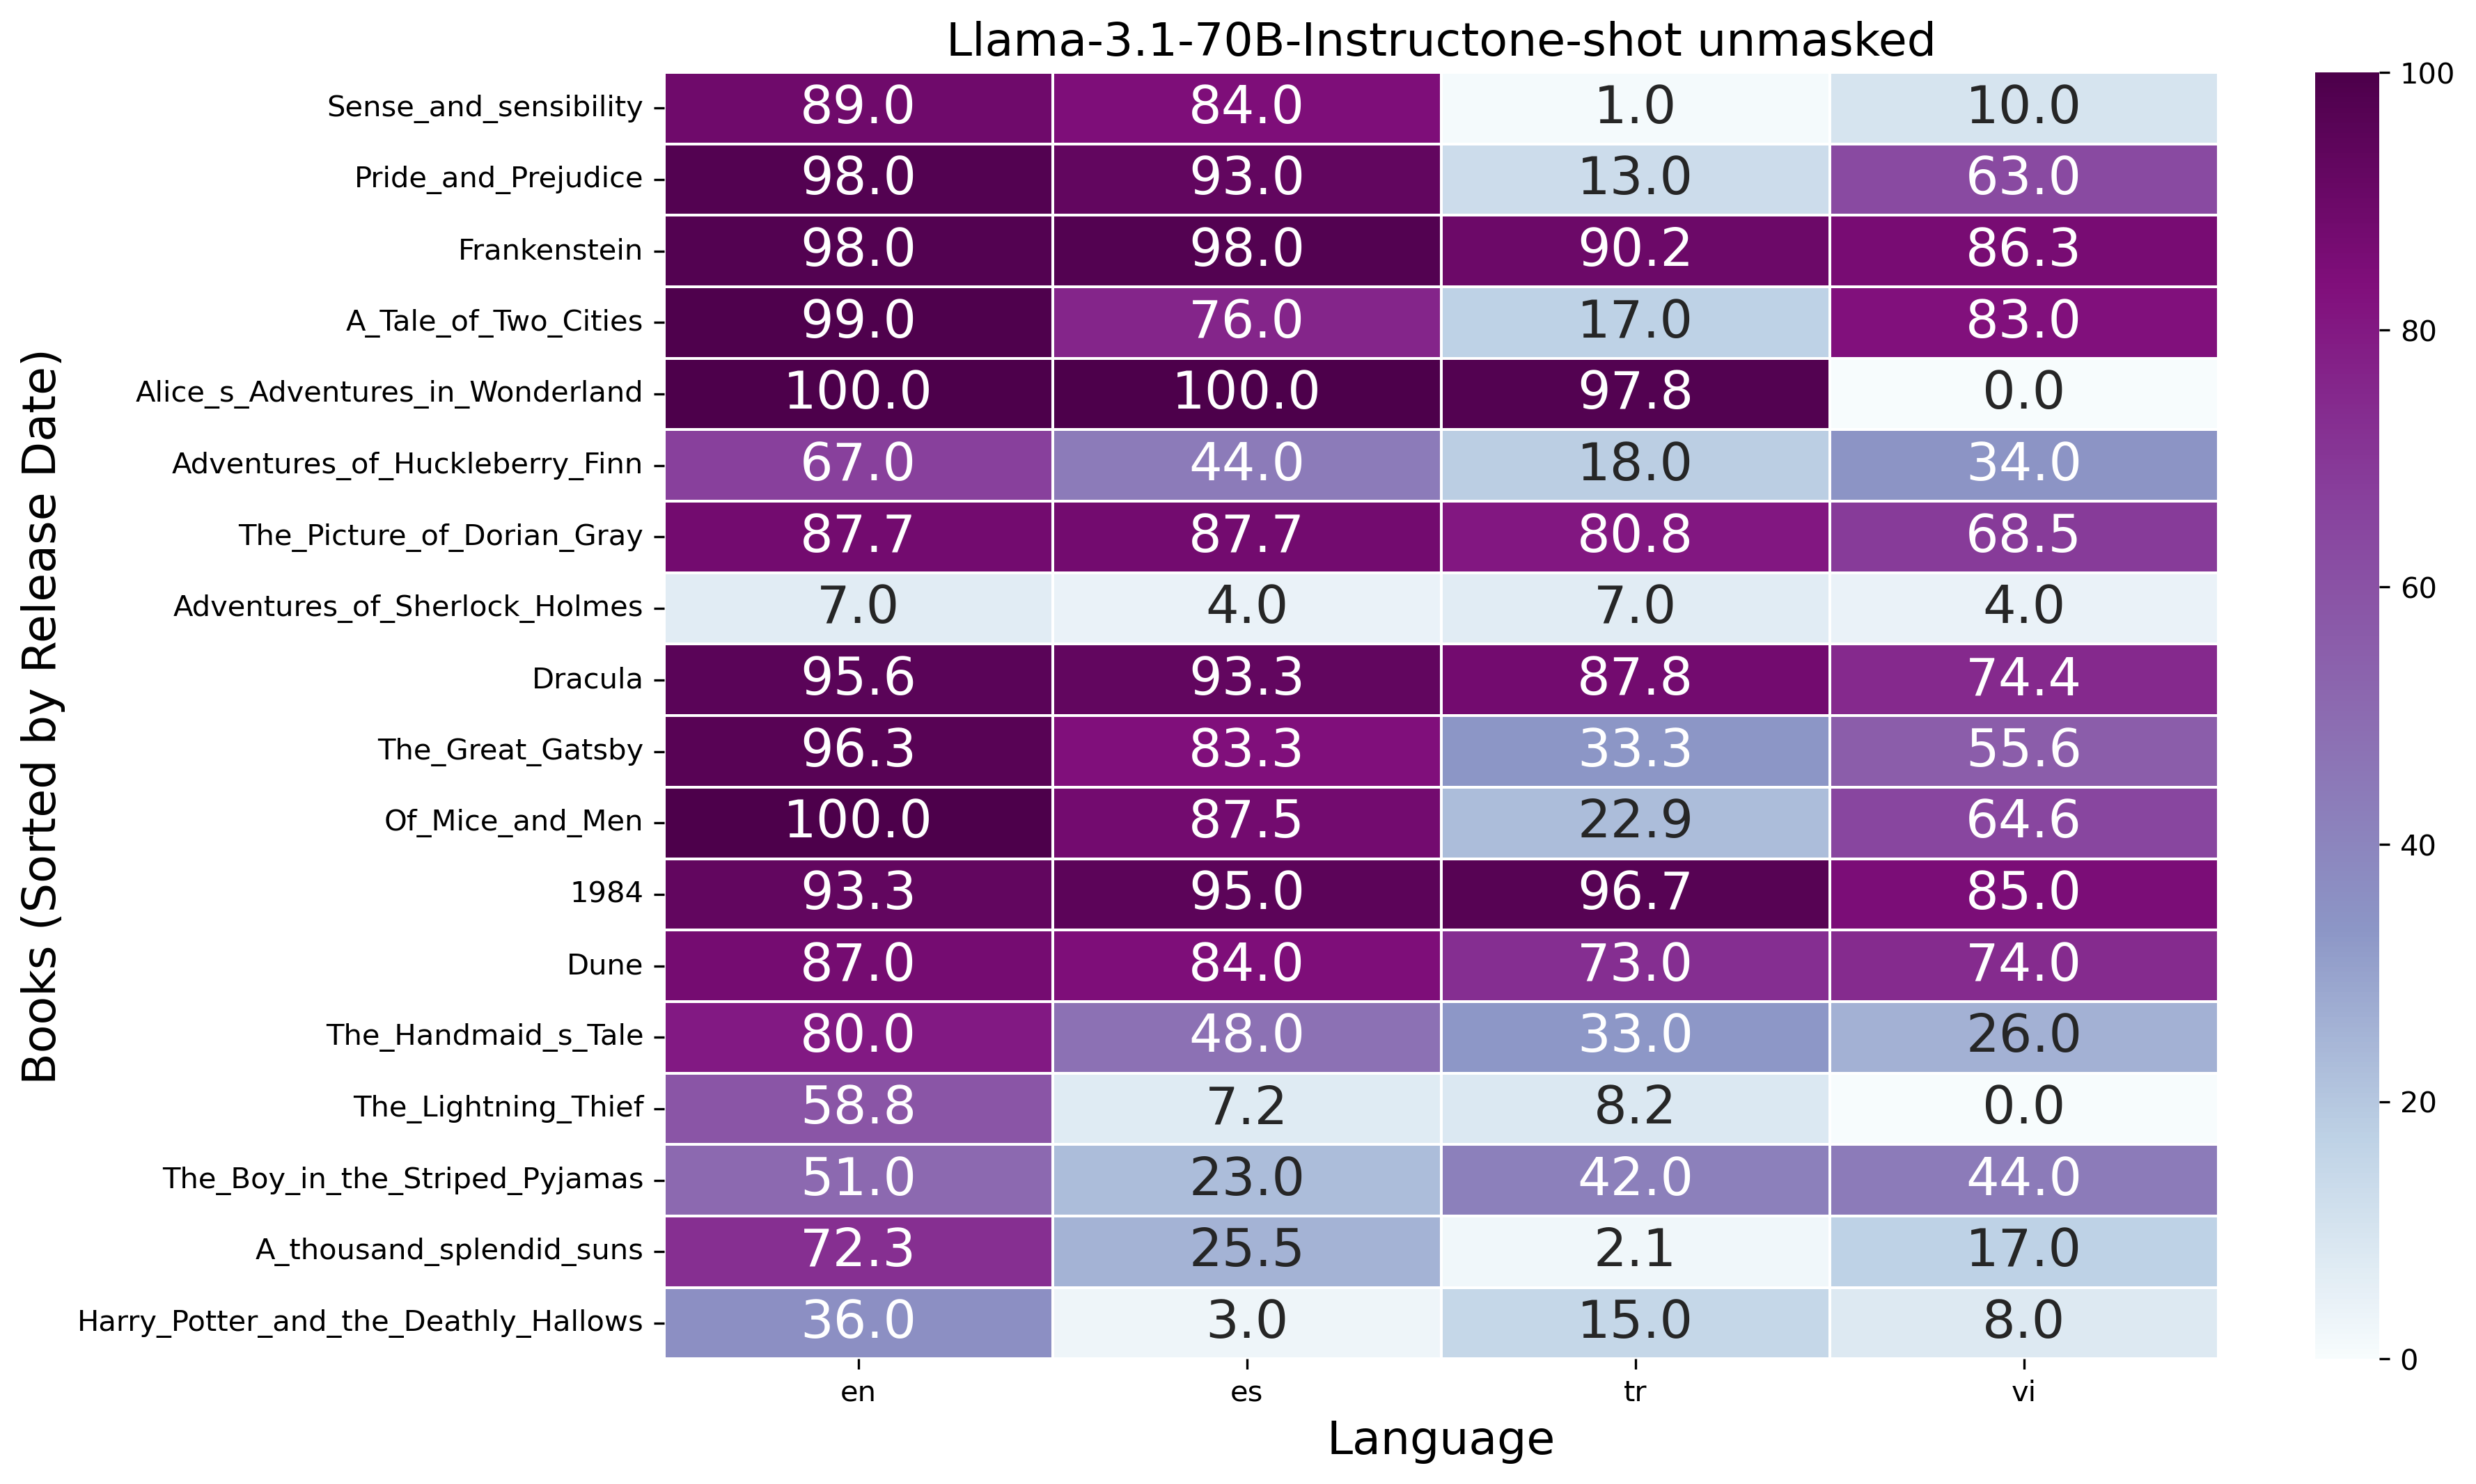 Llama-3.1-70B-Instructone-shot unmasked
Books (Sorted by Release Date)
Sense_and_sensibility 89.0 84.0 1.0 10.0
Pride_and_Prejudice 98.0 93.0 13.0 63.0
Frankenstein 98.0 98.0 90.2 86.3
A_Tale_of_Two_Cities 99.0 76.0 17.0 83.0
Alice_s_Adventures_in_Wonderland 100.0 100.0 97.8 0.0
Adventures_of_Huckleberry_Finn 67.0 44.0 18.0 34.0
The_Picture_of_Dorian_Gray 87.7 87.7 80.8 68.5
Adventures_of_Sherlock_Holmes 7.0 4.0 7.0 4.0
Dracula 95.6 93.3 87.8 74.4
The_Great_Gatsby 96.3 83.3 33.3 55.6
Of_Mice_and_Men 100.0 87.5 22.9 64.6
1984 93.3 95.0 96.7 85.0
Dune 87.0 84.0 73.0 74.0
The_Handmaid_s_Tale 80.0 48.0 33.0 26.0
The_Lightning_Thief 58.8 7.2 8.2 0.0
The_Boy_in_the_Striped_Pyjamas 51.0 23.0 42.0 44.0
A_thousand_splendid_suns 72.3 25.5 2.1 17.0
Harry_Potter_and_the_Deathly_Hallows 36.0 3.0 15.0 8.0
en es tr vi
Language
100
80
60
40
20
0